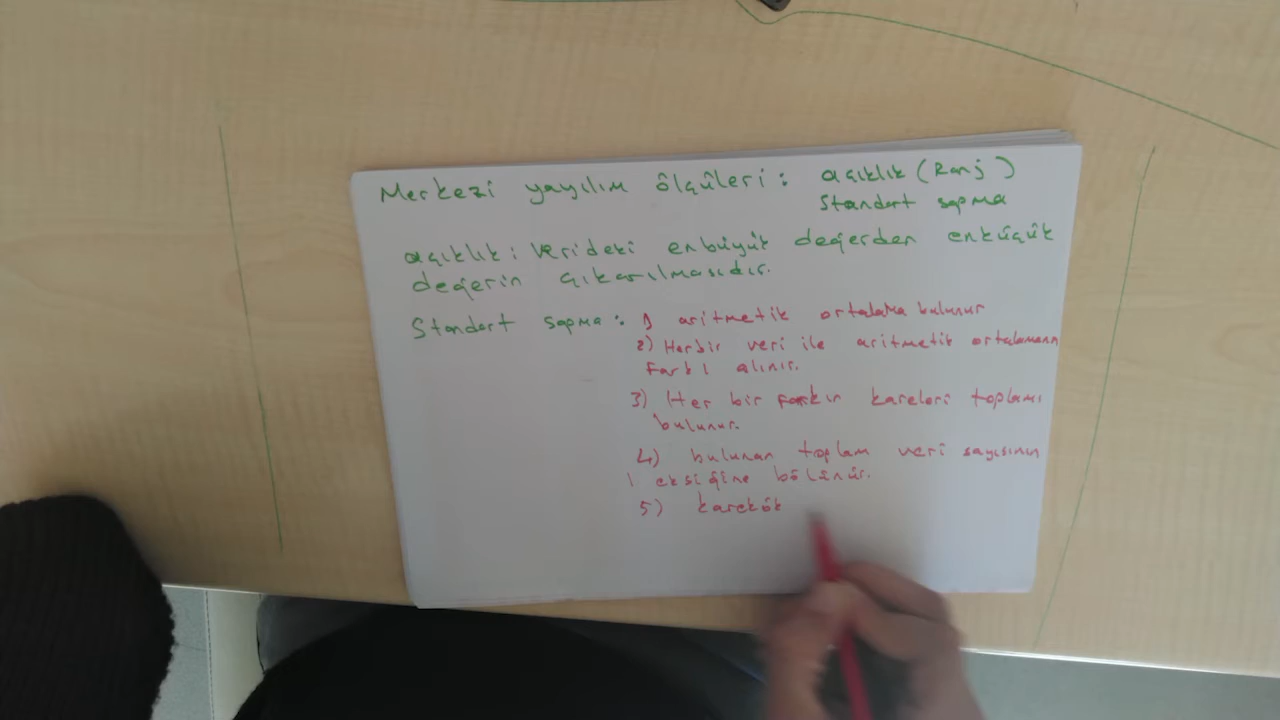 Merkezi yayılım ölçüleri: açıklık (Ranj)
Standart sapma
açıklık: Verideki enbüyük değerden enküçük
değerin çıkarılmasıdır.
Standart sapma: 1) aritmetik ortalama bulunur
2) Herbir veri ile aritmetik ortalamanın
farkı alınır.
3) Her bir farkın kareleri toplamı
bulunur.
4) bulunan toplam veri sayısının
1 eksiğine bölünür.
5) karekök